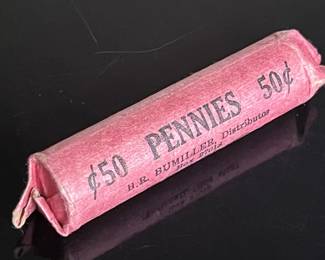 ¢50 PENNIES 50¢
H.R. BUMILLER, Distributor